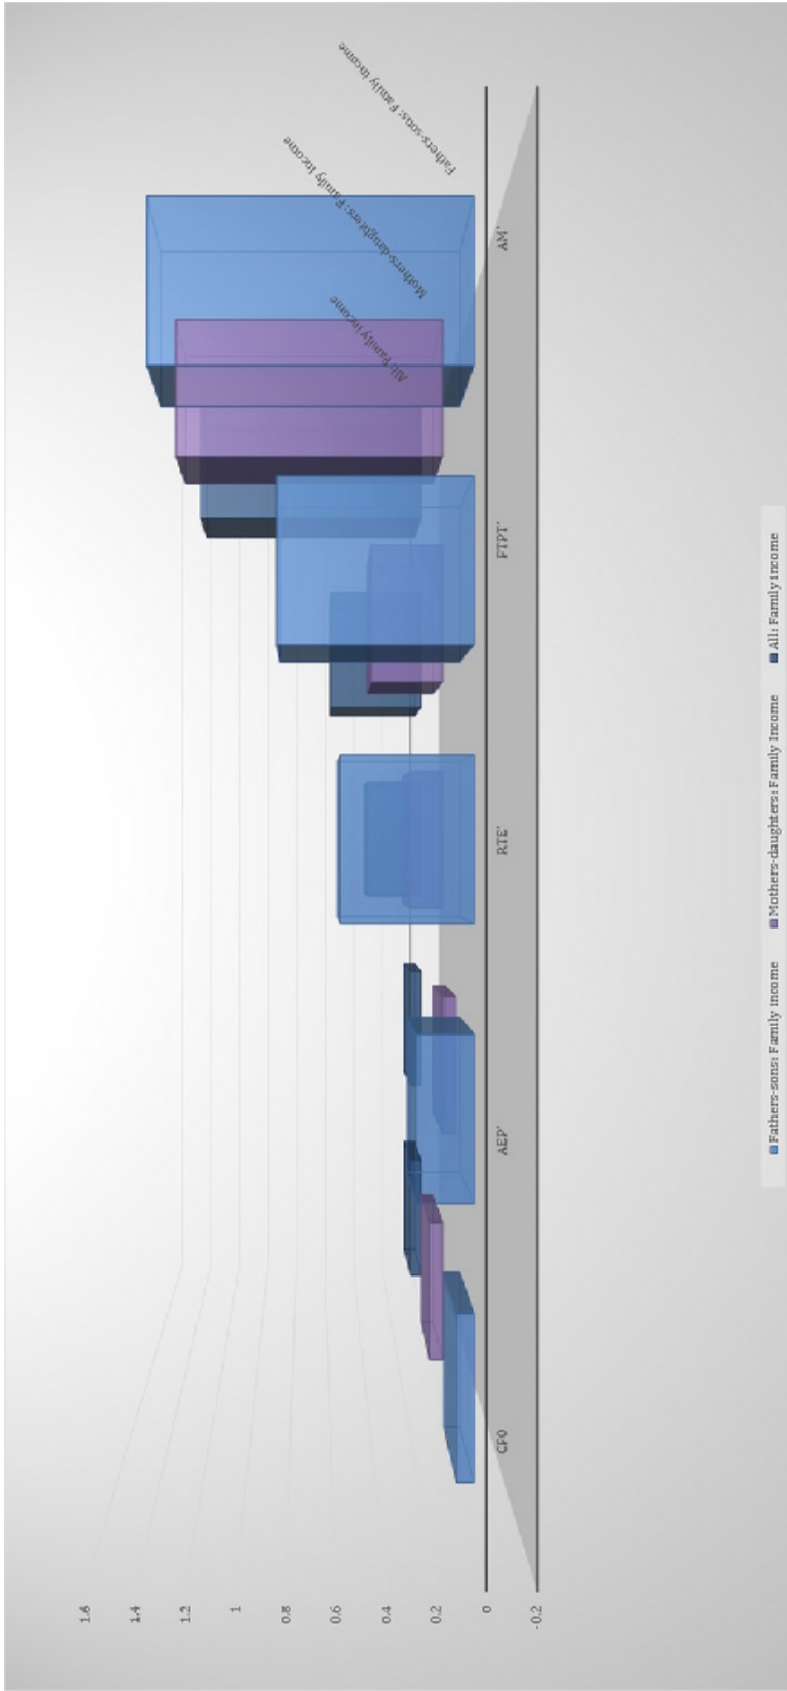 1.6
1.4
1.2
1
0.8
0.6
0.4
0.2
0
-0.2
CPO
AEP'
RTE'
FTPT'
AM'
Fathers-sons: Family income
Mothers-daughters: Family Income
All: Family income
Fathers-sons: Family income
Mothers-daughters: Family Income
All: Family income